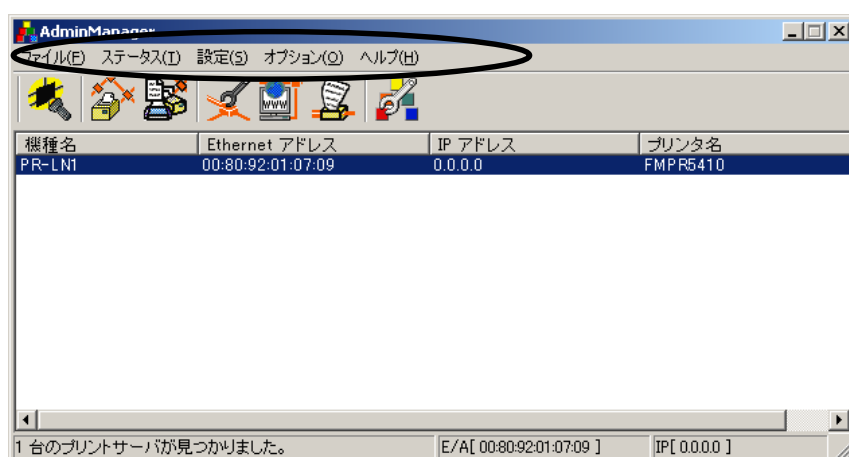 AdminManager
ファイル(F) ステータス(T) 設定(S) オプション(O) ヘルプ(H)
WWW
機種名 Ethernet アドレス IP アドレス プリンタ名
PR-LN1 00:80:92:01:07:09 0.0.0.0 FMPR5410
1 台のプリントサーバが見つかりました。 E/A[ 00:80:92:01:07:09 ] IP[ 0.0.0.0 ]